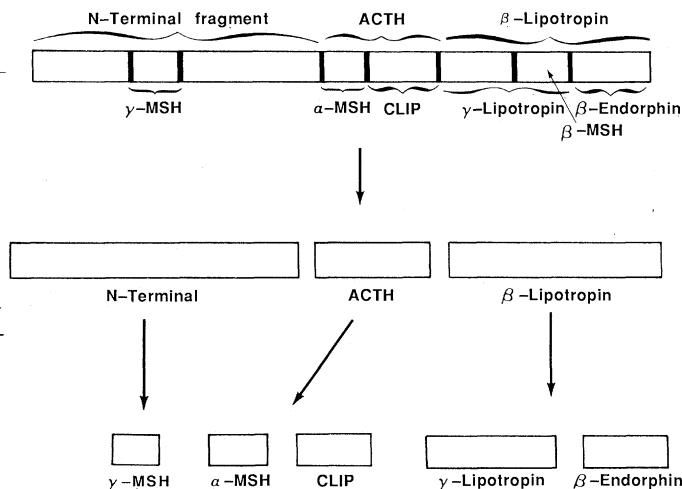 N-Terminal fragment ACTH β-Lipotropin
γ-MSH α-MSH CLIP γ-Lipotropin β-Endorphin
β-MSH
N-Terminal ACTH β-Lipotropin
γ-MSH α-MSH CLIP γ-Lipotropin β-Endorphin